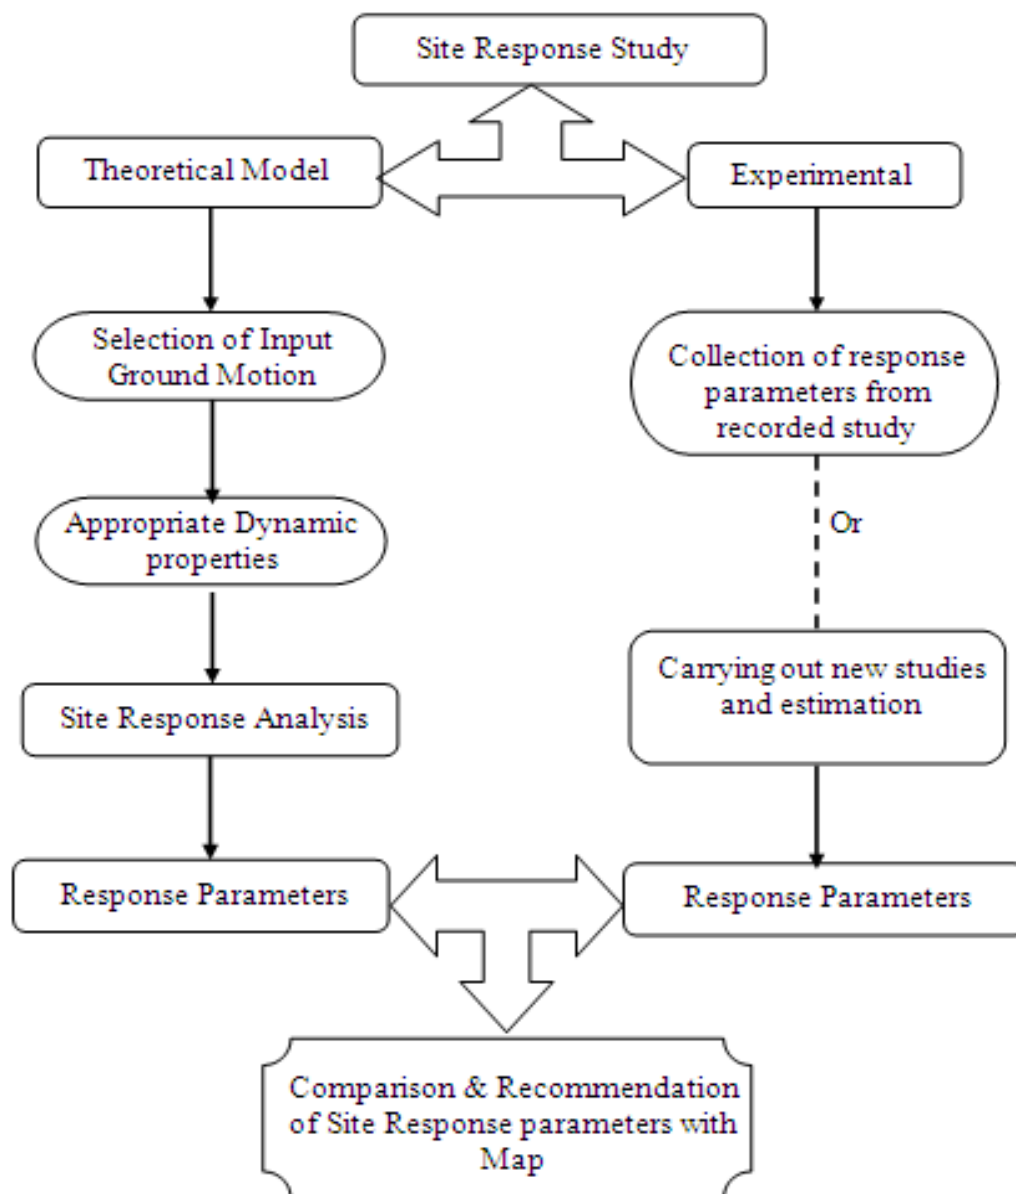 Site Response Study
Theoretical Model
Experimental
Selection of Input
Ground Motion
Collection of response
parameters from
recorded study
Appropriate Dynamic
properties
Or
Carrying out new studies
and estimation
Site Response Analysis
Response Parameters
Response Parameters
Comparison & Recommendation
of Site Response parameters with
Map